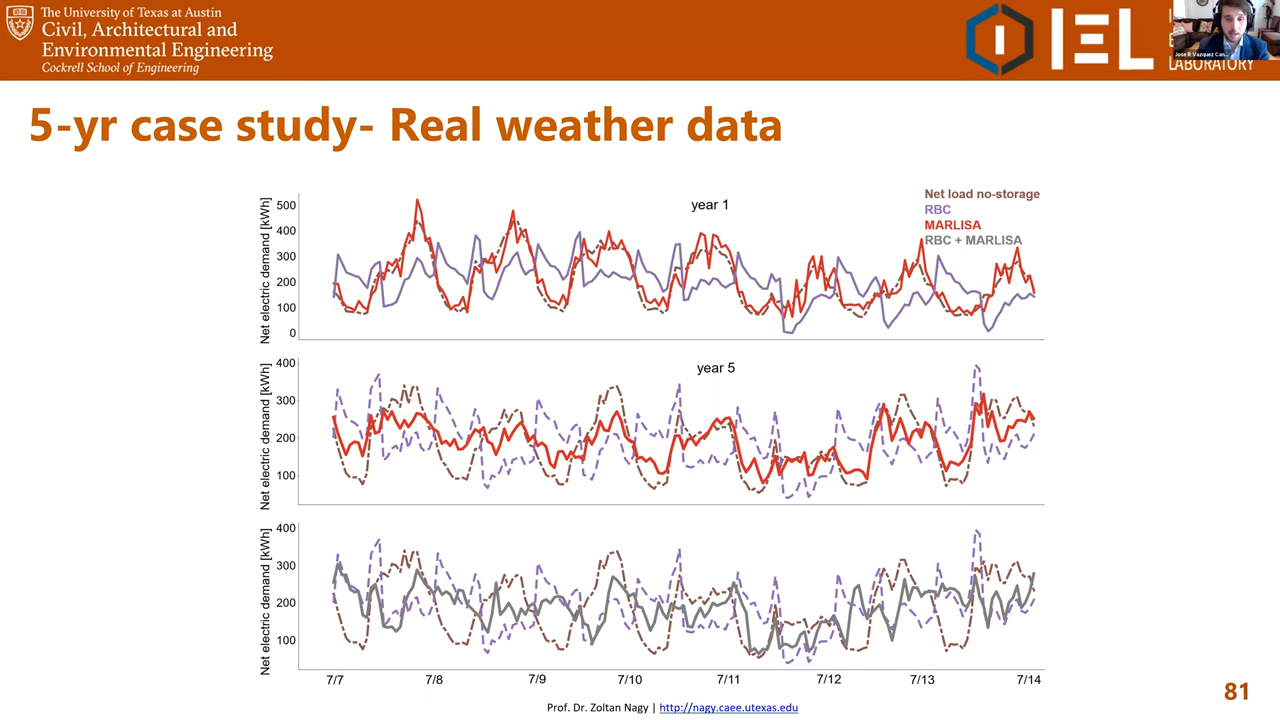 The University of Texas at Austin
Civil, Architectural and
Environmental Engineering
Cockrell School of Engineering
IEL
LABORATORY
Jose R Vazquez Can...
5-yr case study- Real weather data
Net electric demand [kWh]
500
400
300
200
100
0
year 1
Net load no-storage
RBC
MARLISA
RBC + MARLISA
Net electric demand [kWh]
400
300
200
100
year 5
Net electric demand [kWh]
400
300
200
100
7/7 7/8 7/9 7/10 7/11 7/12 7/13 7/14
Prof. Dr. Zoltan Nagy | http://nagy.caee.utexas.edu
81